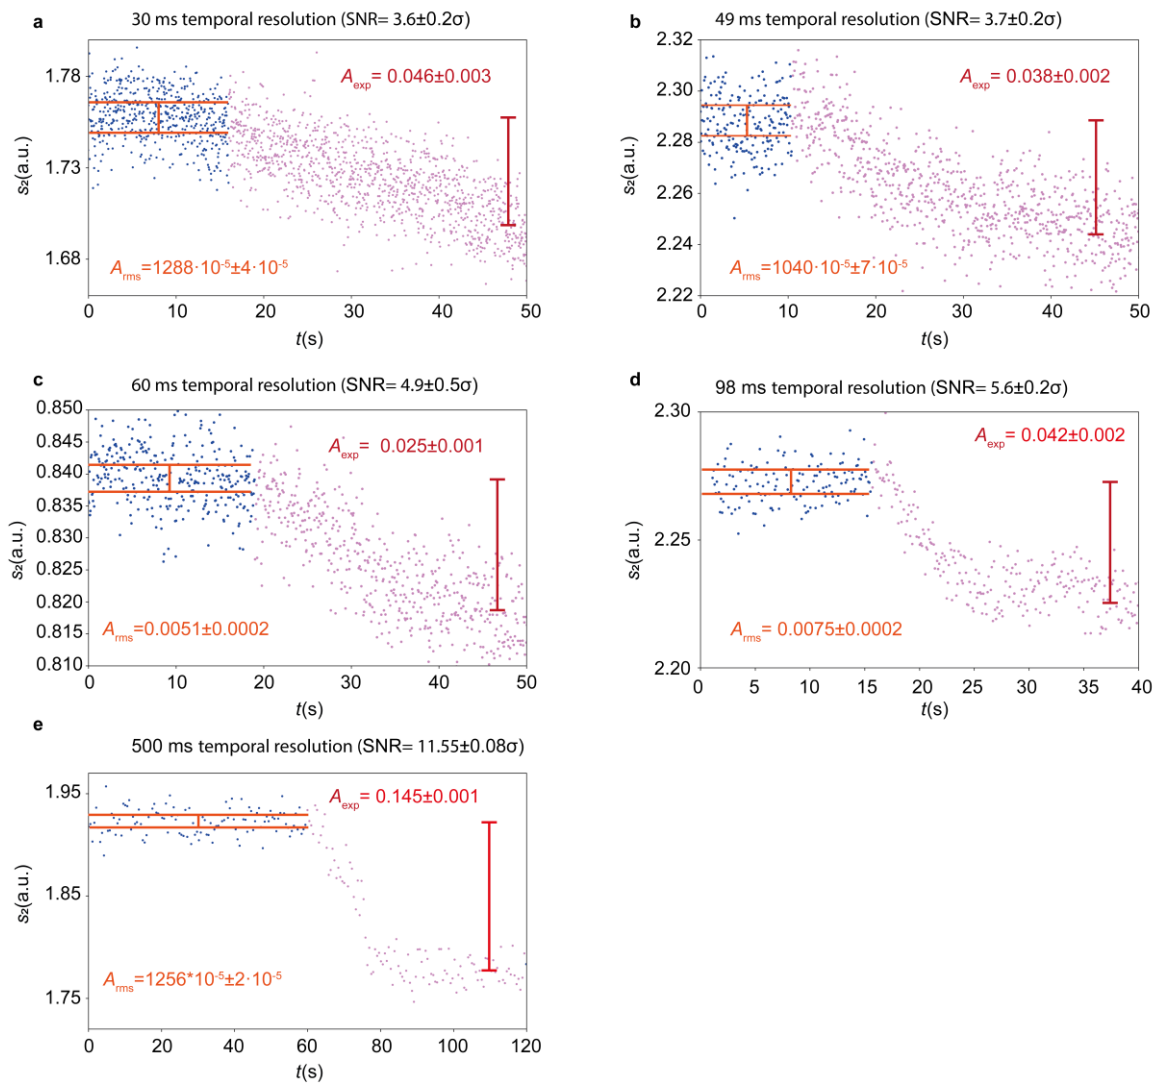 a 30 ms temporal resolution (SNR= 3.6±0.2σ)
1.78
1.73
1.68
s₂(a.u.)
A_exp= 0.046±0.003
A_rms=1288·10⁻⁵±4·10⁻⁵
0 10 20 30 40 50
t(s)
b 49 ms temporal resolution (SNR= 3.7±0.2σ)
2.32
2.30
2.28
2.26
2.24
2.22
s₂(a.u.)
A_exp= 0.038±0.002
A_rms=1040·10⁻⁵±7·10⁻⁵
0 10 20 30 40 50
t(s)
c 60 ms temporal resolution (SNR= 4.9±0.5σ)
0.850
0.845
0.840
0.835
0.830
0.825
0.820
0.815
0.810
s₂(a.u.)
A_exp= 0.025±0.001
A_rms=0.0051±0.0002
0 10 20 30 40 50
t(s)
d 98 ms temporal resolution (SNR= 5.6±0.2σ)
2.30
2.25
2.20
s₂(a.u.)
A_exp= 0.042±0.002
A_rms= 0.0075±0.0002
0 5 10 15 20 25 30 35 40
t(s)
e 500 ms temporal resolution (SNR= 11.55±0.08σ)
1.95
1.85
1.75
s₂(a.u.)
A_exp= 0.145±0.001
A_rms=1256*10⁻⁵±2·10⁻⁵
0 20 40 60 80 100 120
t(s)